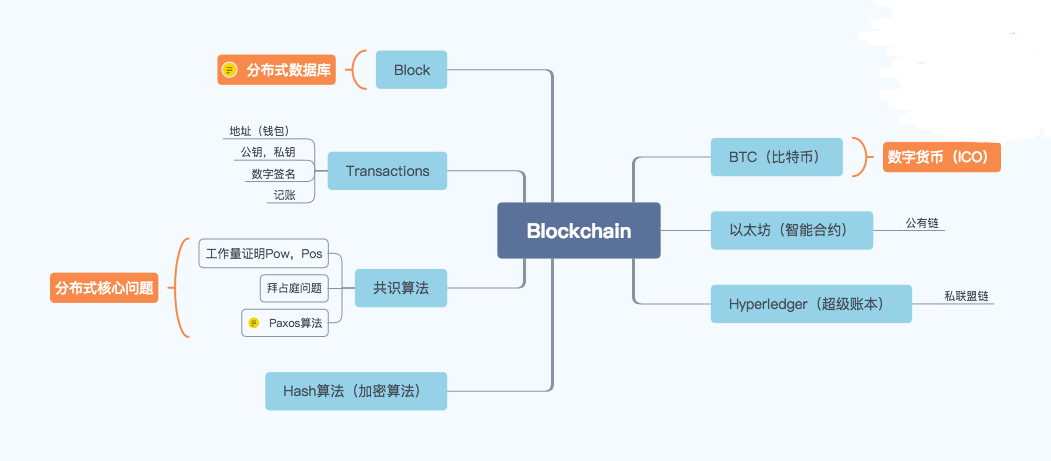 分布式数据库
Block
地址（钱包）
公钥，私钥
数字签名
记账
Transactions
工作量证明Pow，Pos
拜占庭问题
Paxos算法
共识算法
分布式核心问题
Hash算法（加密算法）
Blockchain
BTC（比特币）
数字货币（ICO）
以太坊（智能合约）
公有链
Hyperledger（超级账本）
私联盟链